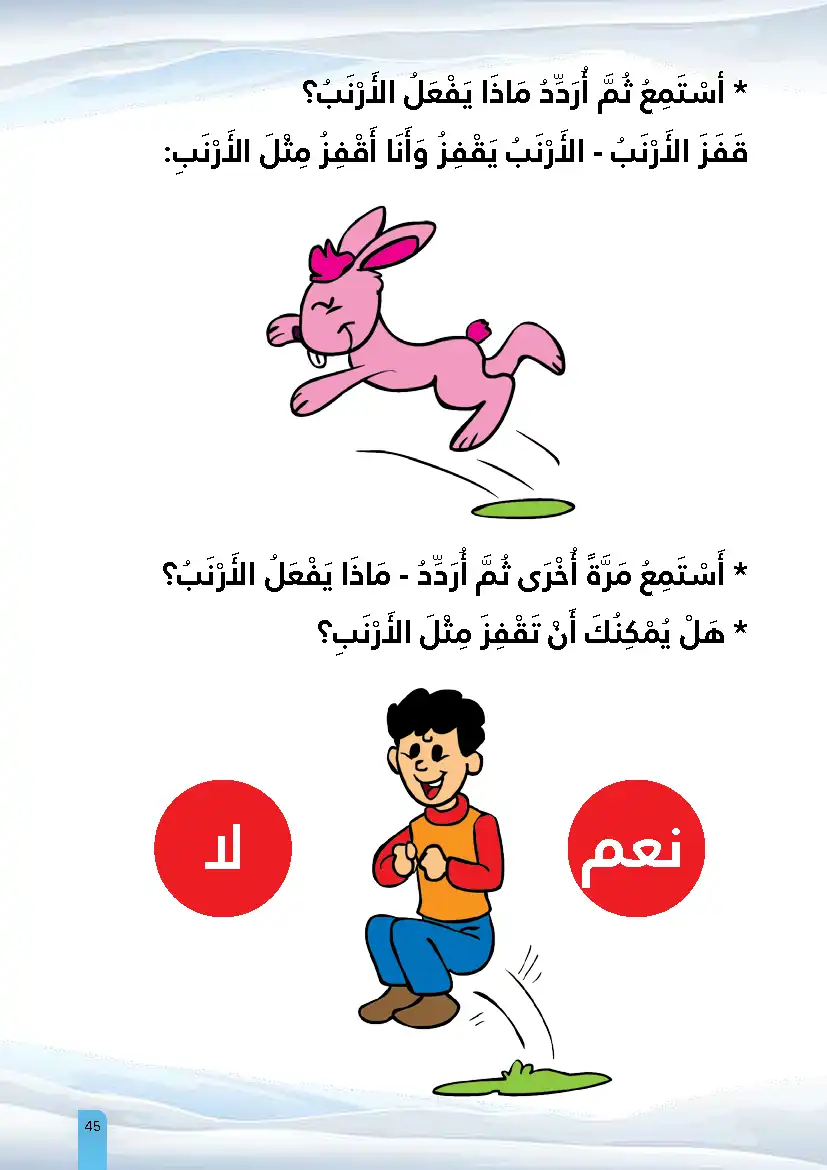 * أسْتَمِعُ ثُمَّ أُرَدِّدُ مَاذَا يَفْعَلُ الأَرْنَبُ؟
قَفَزَ الأَرْنَبُ - الأَرْنَبُ يَقْفِزُ وَأَنَا أَقْفِزُ مِثْلَ الأَرْنَبِ:
* أَسْتَمِعُ مَرَّةً أُخْرَى ثُمَّ أُرَدِّدُ - مَاذَا يَفْعَلُ الأَرْنَبُ؟
* هَلْ يُمْكِنُكَ أَنْ تَقْفِزَ مِثْلَ الأَرْنَبِ؟
نعم
لا
45